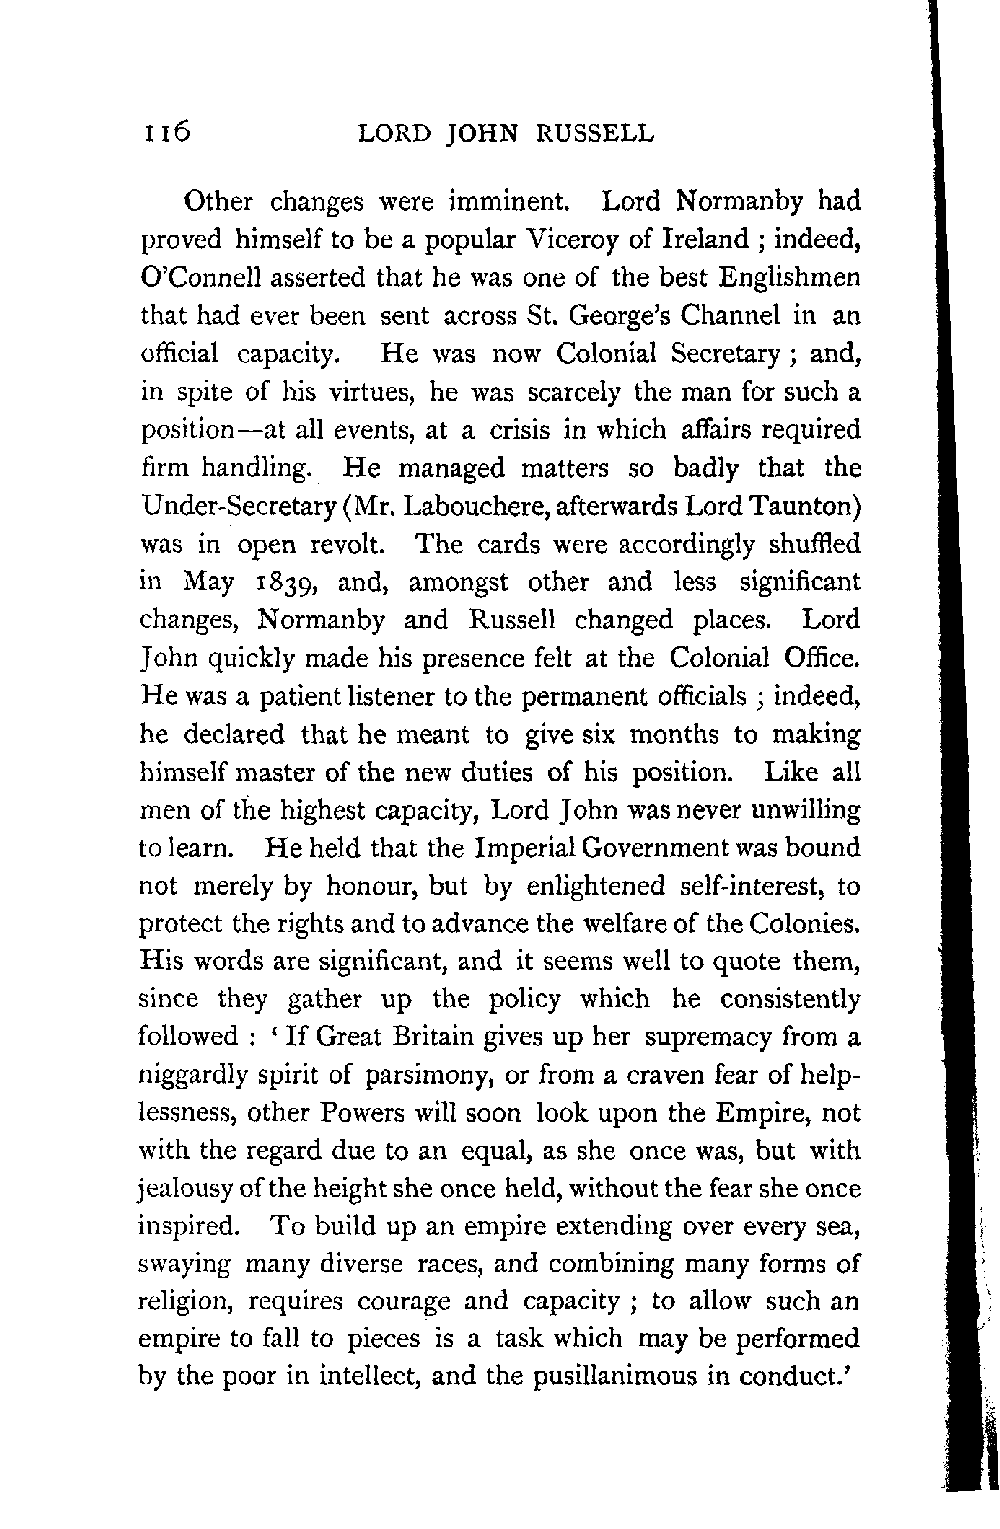 116 LORD JOHN RUSSELL
Other changes were imminent. Lord Normanby had
proved himself to be a popular Viceroy of Ireland ; indeed,
O'Connell asserted that he was one of the best Englishmen
that had ever been sent across St. George's Channel in an
official capacity. He was now Colonial Secretary ; and,
in spite of his virtues, he was scarcely the man for such a
position—at all events, at a crisis in which affairs required
firm handling. He managed matters so badly that the
Under-Secretary (Mr. Labouchere, afterwards Lord Taunton)
was in open revolt. The cards were accordingly shuffled
in May 1839, and, amongst other and less significant
changes, Normanby and Russell changed places. Lord
John quickly made his presence felt at the Colonial Office.
He was a patient listener to the permanent officials ; indeed,
he declared that he meant to give six months to making
himself master of the new duties of his position. Like all
men of the highest capacity, Lord John was never unwilling
to learn. He held that the Imperial Government was bound
not merely by honour, but by enlightened self-interest, to
protect the rights and to advance the welfare of the Colonies.
His words are significant, and it seems well to quote them,
since they gather up the policy which he consistently
followed : ‘ If Great Britain gives up her supremacy from a
niggardly spirit of parsimony, or from a craven fear of help-
lessness, other Powers will soon look upon the Empire, not
with the regard due to an equal, as she once was, but with
jealousy of the height she once held, without the fear she once
inspired. To build up an empire extending over every sea,
swaying many diverse races, and combining many forms of
religion, requires courage and capacity ; to allow such an
empire to fall to pieces is a task which may be performed
by the poor in intellect, and the pusillanimous in conduct.’